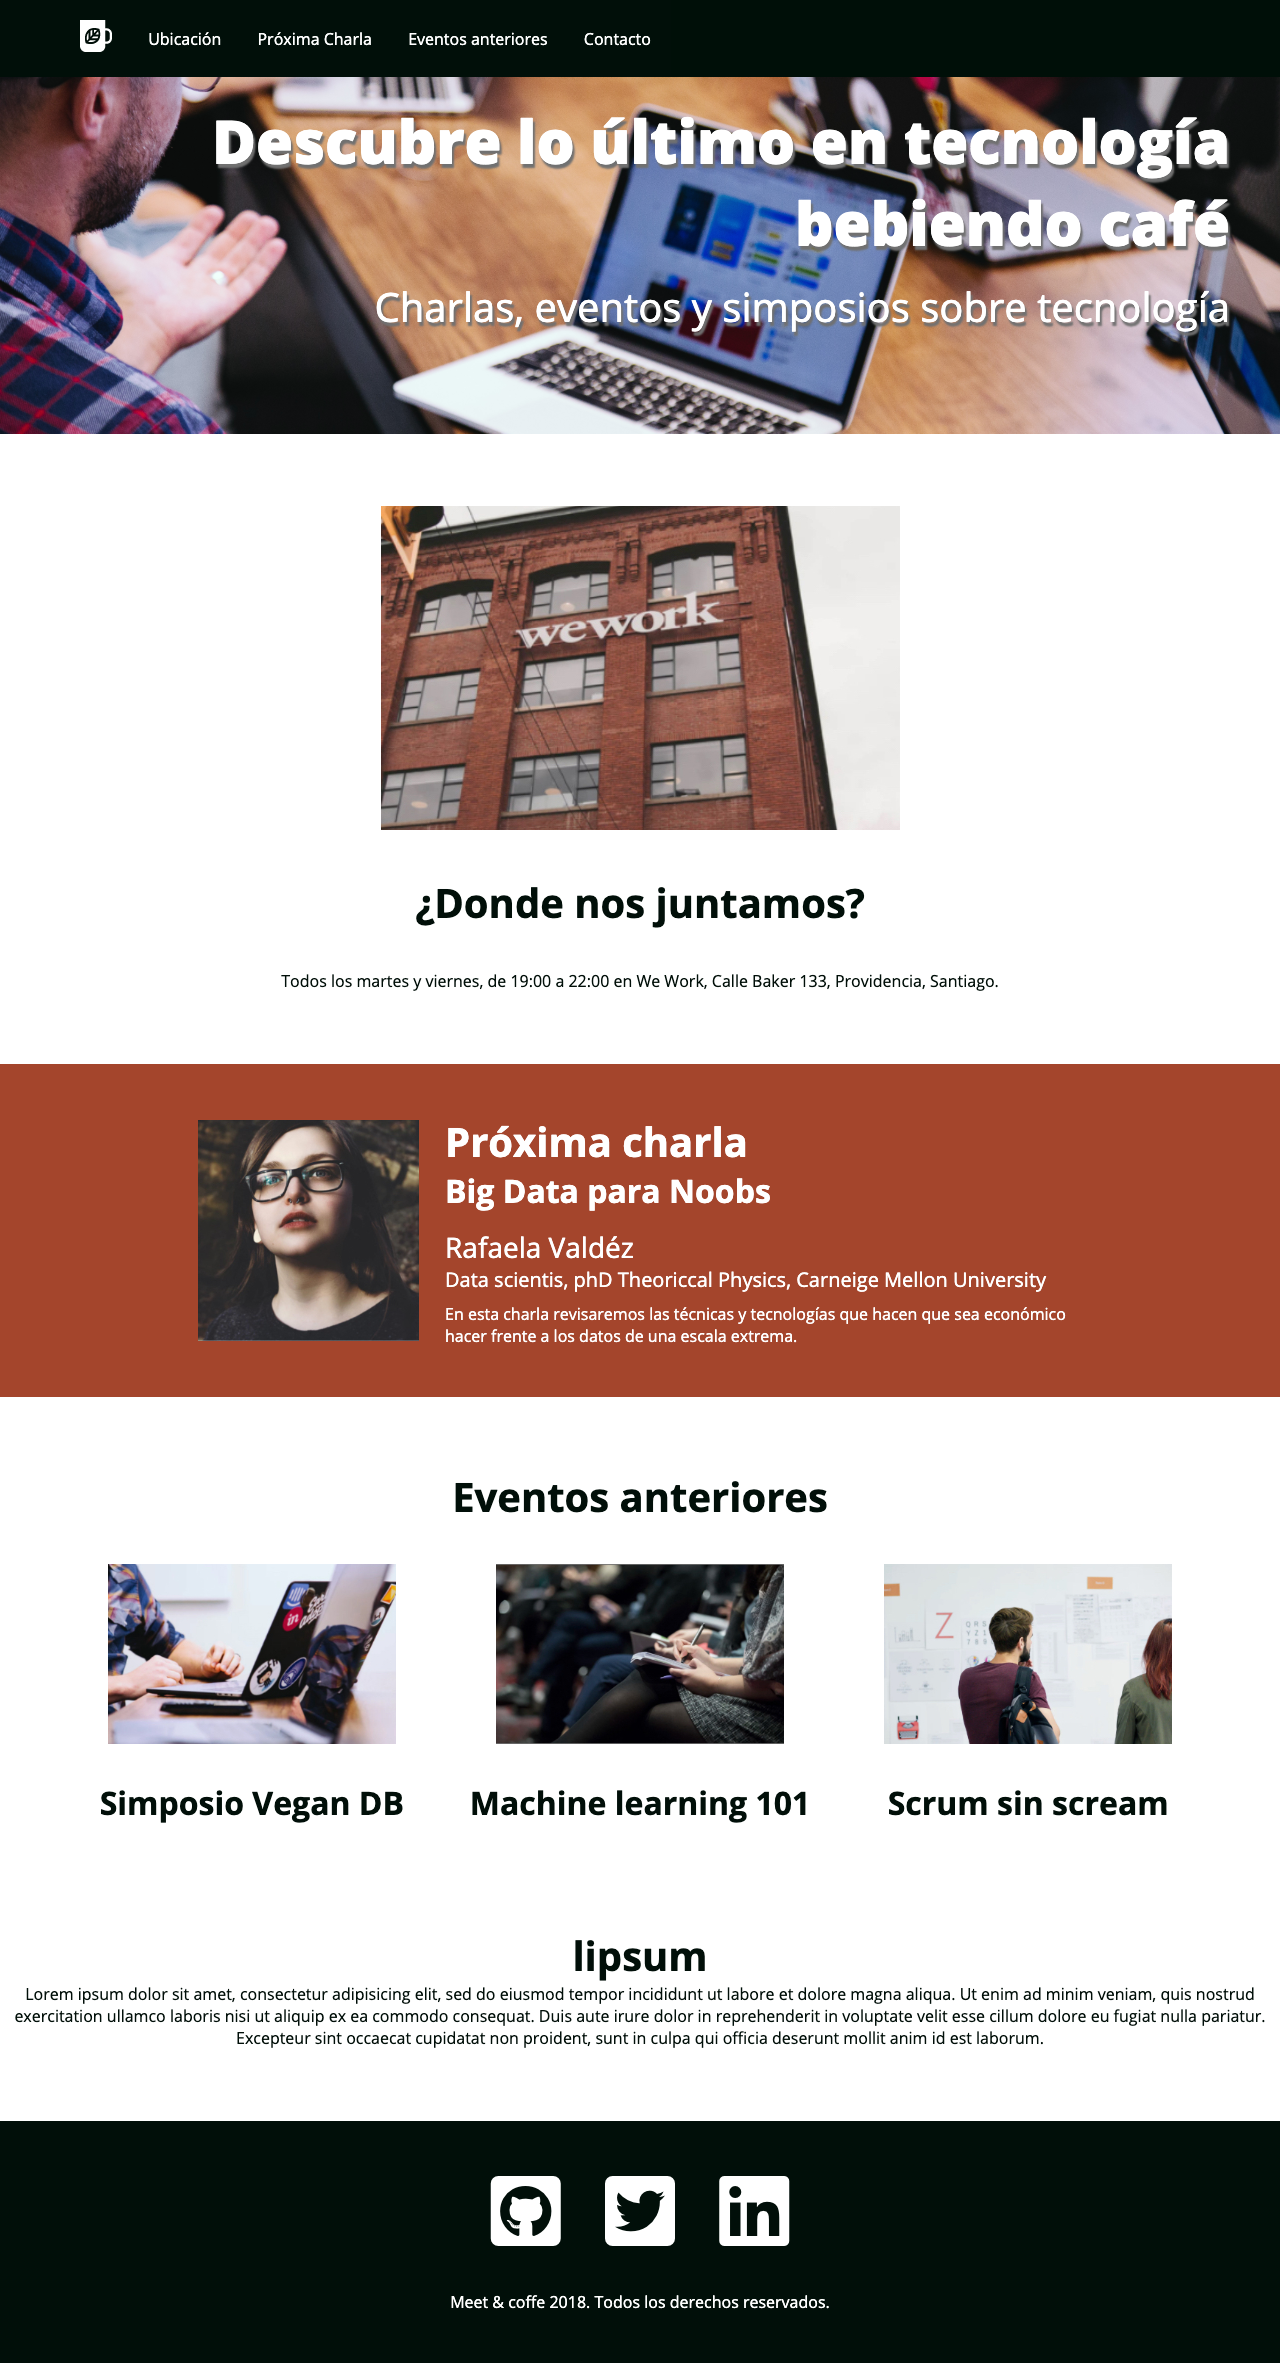 Ubicación Próxima Charla Eventos anteriores Contacto
Descubre lo último en tecnología
bebiendo café
Charlas, eventos y simposios sobre tecnología
wework
¿Donde nos juntamos?
Todos los martes y viernes, de 19:00 a 22:00 en We Work, Calle Baker 133, Providencia, Santiago.
Próxima charla
Big Data para Noobs
Rafaela Valdéz
Data scientis, phD Theoriccal Physics, Carneige Mellon University
En esta charla revisaremos las técnicas y tecnologías que hacen que sea económico
hacer frente a los datos de una escala extrema.
Eventos anteriores
in
Z
Simposio Vegan DB
Machine learning 101
Scrum sin scream
lipsum
Lorem ipsum dolor sit amet, consectetur adipisicing elit, sed do eiusmod tempor incididunt ut labore et dolore magna aliqua. Ut enim ad minim veniam, quis nostrud
exercitation ullamco laboris nisi ut aliquip ex ea commodo consequat. Duis aute irure dolor in reprehenderit in voluptate velit esse cillum dolore eu fugiat nulla pariatur.
Excepteur sint occaecat cupidatat non proident, sunt in culpa qui officia deserunt mollit anim id est laborum.
in
Meet & coffe 2018. Todos los derechos reservados.